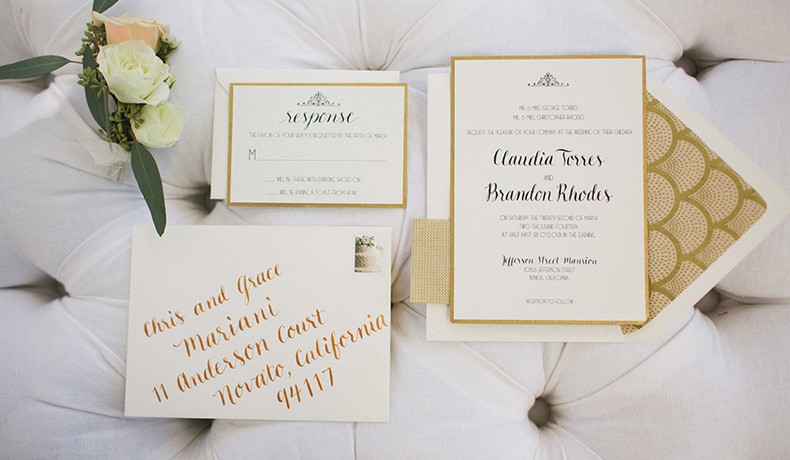 response
THE FAVOR OF YOUR REPLY IS REQUESTED BY THE FIFTH OF MARCH
M
WILL BE THERE WITH DANCING SHOES ON
WILL BE RAISING A TOAST FROM AFAR
MR. & MRS. GEORGE TORRES
MR. & MRS. CHRISTOPHER RHODES
REQUEST THE PLEASURE OF YOUR COMPANY AT THE WEDDING OF THEIR CHILDREN
Claudia Torres
AND
Brandon Rhodes
ON SATURDAY THE TWENTY-SECOND OF MARCH
TWO THOUSAND FOURTEEN
AT HALF PAST SIX O'CLOCK IN THE EVENING
Jefferson Street Mansion
1063 JEFFERSON STREET
BENICIA, CALIFORNIA
RECEPTION TO FOLLOW
Chris and Grace
Mariani
11 Anderson Court
Novato, California
94117